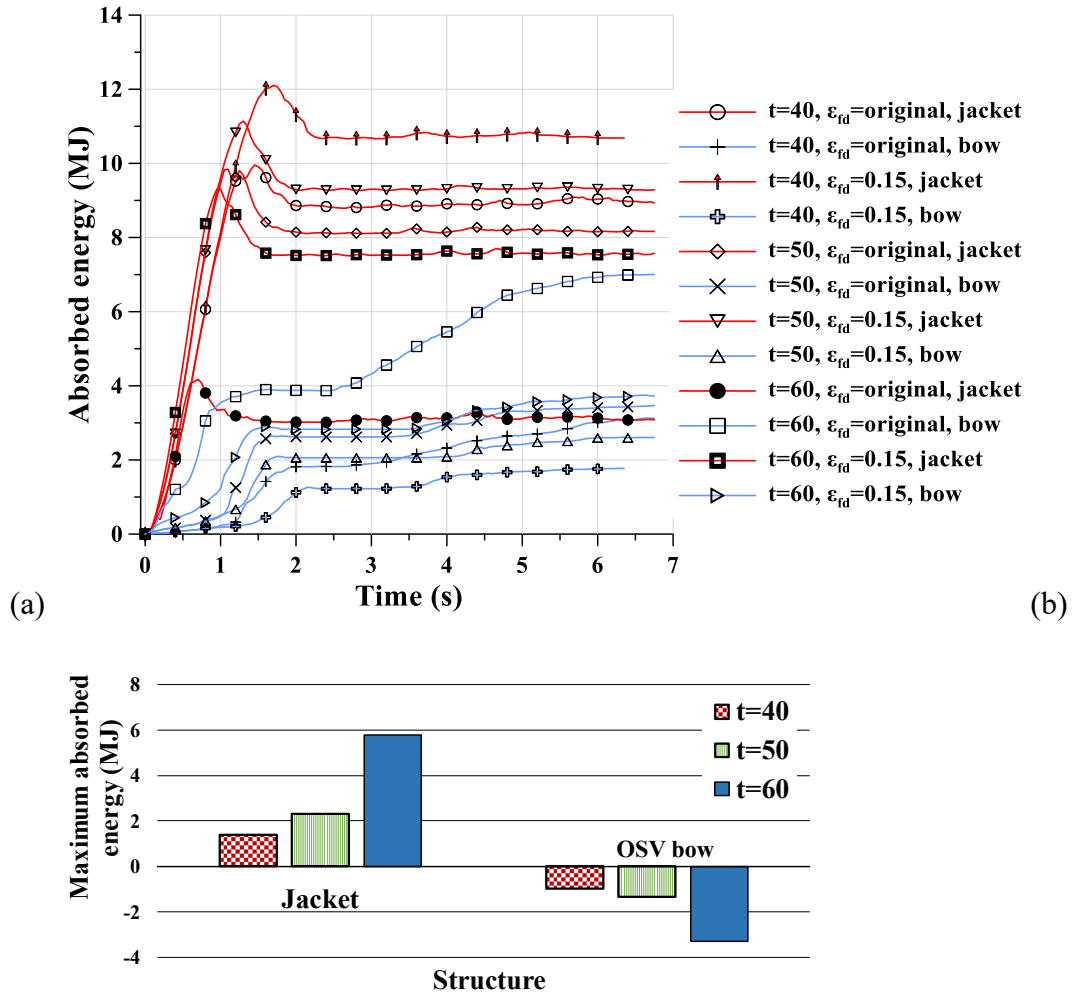 14
12
10
8
6
4
2
0
Absorbed energy (MJ)
0 1 2 3 4 5 6 7
Time (s)
t=40, εfd=original, jacket
t=40, εfd=original, bow
t=40, εfd=0.15, jacket
t=40, εfd=0.15, bow
t=50, εfd=original, jacket
t=50, εfd=original, bow
t=50, εfd=0.15, jacket
t=50, εfd=0.15, bow
t=60, εfd=original, jacket
t=60, εfd=original, bow
t=60, εfd=0.15, jacket
t=60, εfd=0.15, bow
(a)
(b)
8
6
4
2
0
-2
-4
Maximum absorbed
energy (MJ)
t=40
t=50
t=60
OSV bow
Jacket
Structure